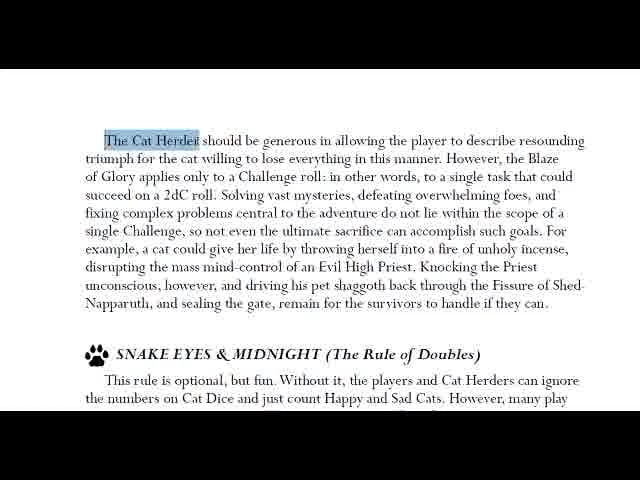 The Cat Herder should be generous in allowing the player to describe resounding
triumph for the cat willing to lose everything in this manner. However, the Blaze
of Glory applies only to a Challenge roll: in other words, to a single task that could
succeed on a 2dC roll. Solving vast mysteries, defeating overwhelming foes, and
fixing complex problems central to the adventure do not lie within the scope of a
single Challenge, so not even the ultimate sacrifice can accomplish such goals. For
example, a cat could give her life by throwing herself into a fire of unholy incense,
disrupting the mass mind-control of an Evil High Priest. Knocking the Priest
unconscious, however, and driving his pet shaggoth back through the Fissure of Shed-
Napparuth, and sealing the gate, remain for the survivors to handle if they can.
SNAKE EYES & MIDNIGHT (The Rule of Doubles)
This rule is optional, but fun. Without it, the players and Cat Herders can ignore
the numbers on Cat Dice and just count Happy and Sad Cats. However, many play